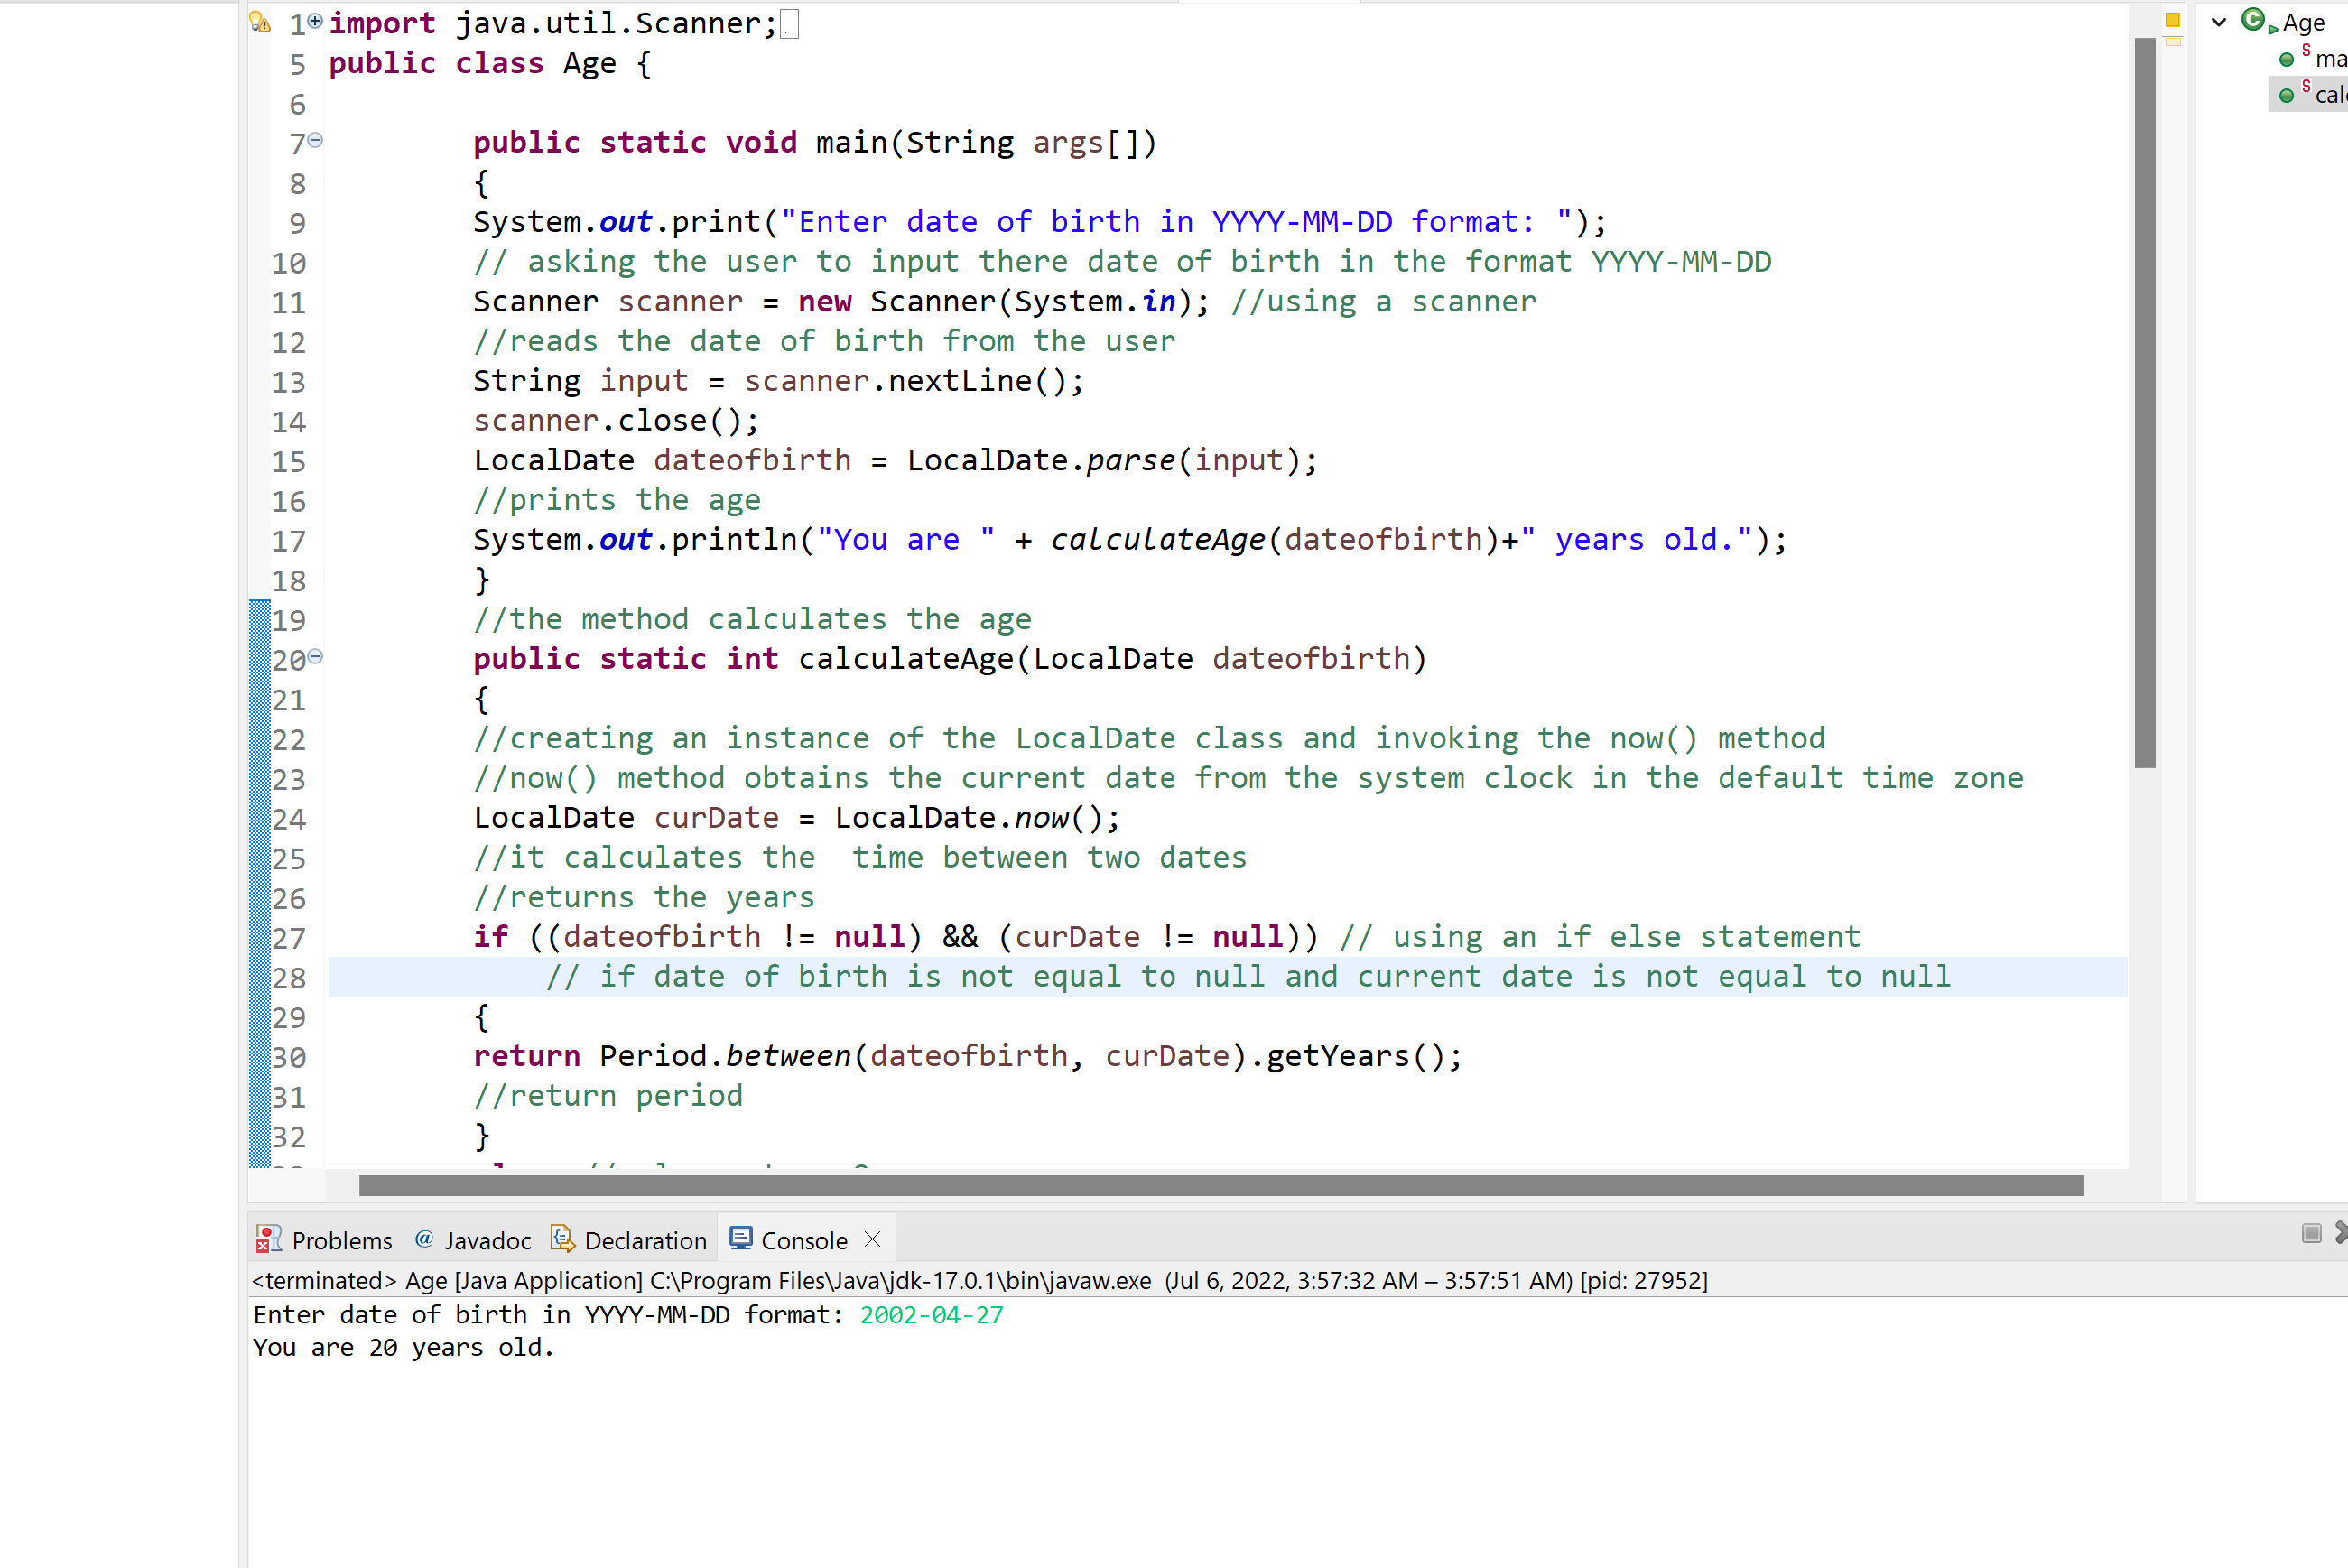 1 import java.util.Scanner;
5 public class Age {
6
7 public static void main(String args[])
8 {
9 System.out.print("Enter date of birth in YYYY-MM-DD format: ");
10 // asking the user to input there date of birth in the format YYYY-MM-DD
11 Scanner scanner = new Scanner(System.in); //using a scanner
12 //reads the date of birth from the user
13 String input = scanner.nextLine();
14 scanner.close();
15 LocalDate dateofbirth = LocalDate.parse(input);
16 //prints the age
17 System.out.println("You are " + calculateAge(dateofbirth)+" years old.");
18 }
19 //the method calculates the age
20 public static int calculateAge(LocalDate dateofbirth)
21 {
22 //creating an instance of the LocalDate class and invoking the now() method
23 //now() method obtains the current date from the system clock in the default time zone
24 LocalDate curDate = LocalDate.now();
25 //it calculates the  time between two dates
26 //returns the years
27 if ((dateofbirth != null) && (curDate != null)) // using an if else statement
28 // if date of birth is not equal to null and current date is not equal to null
29 {
30 return Period.between(dateofbirth, curDate).getYears();
31 //return period
32 }
Age
Problems Javadoc Declaration Console
<terminated> Age [Java Application] C:\Program Files\Java\jdk-17.0.1\bin\javaw.exe (Jul 6, 2022, 3:57:32 AM – 3:57:51 AM) [pid: 27952]
Enter date of birth in YYYY-MM-DD format: 2002-04-27
You are 20 years old.